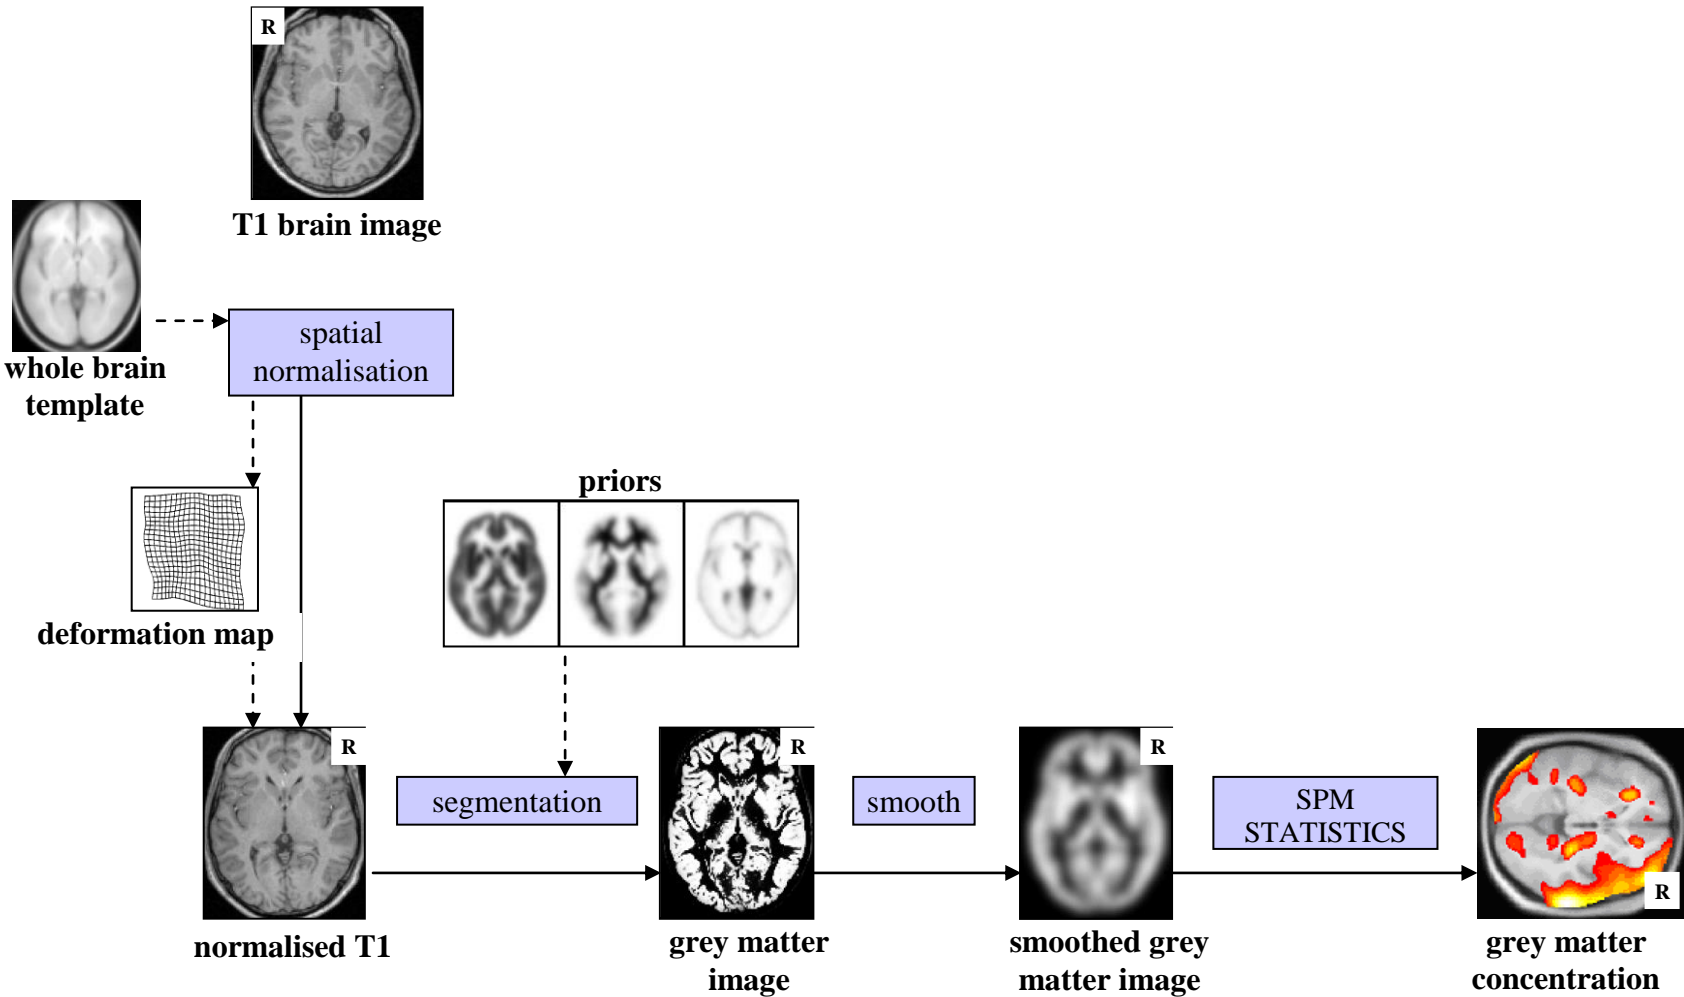 R
T1 brain image
whole brain
template
spatial
normalisation
deformation map
priors
R
normalised T1
segmentation
R
grey matter
image
smooth
R
smoothed grey
matter image
SPM
STATISTICS
R
grey matter
concentration